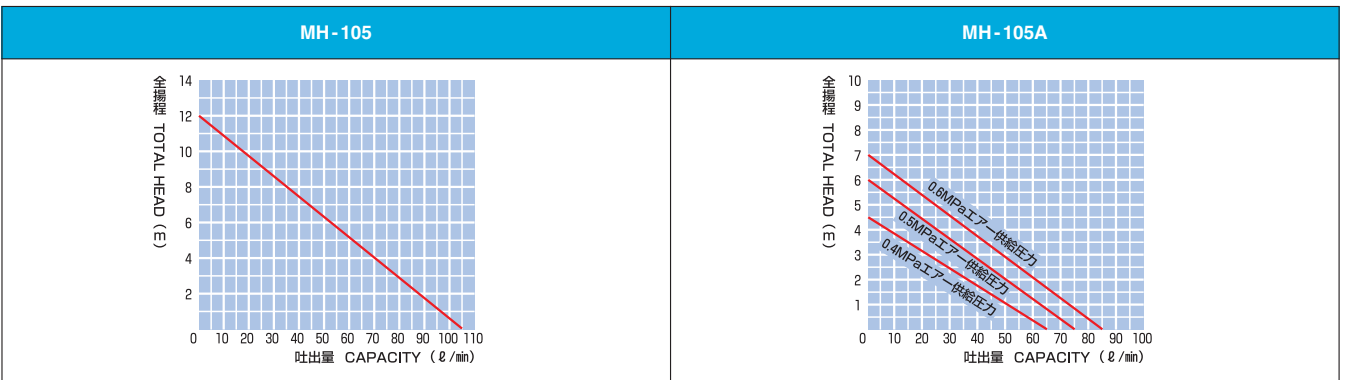 MH-105
MH-105A
全揚程 TOTAL HEAD (m)
14
12
10
8
6
4
2
0 10 20 30 40 50 60 70 80 90 100 110
吐出量 CAPACITY (ℓ/min)
全揚程 TOTAL HEAD (m)
10
9
8
7
6
5
4
3
2
1
0.6MPaエアー供給圧力
0.5MPaエアー供給圧力
0.4MPaエアー供給圧力
0 10 20 30 40 50 60 70 80 90 100
吐出量 CAPACITY (ℓ/min)